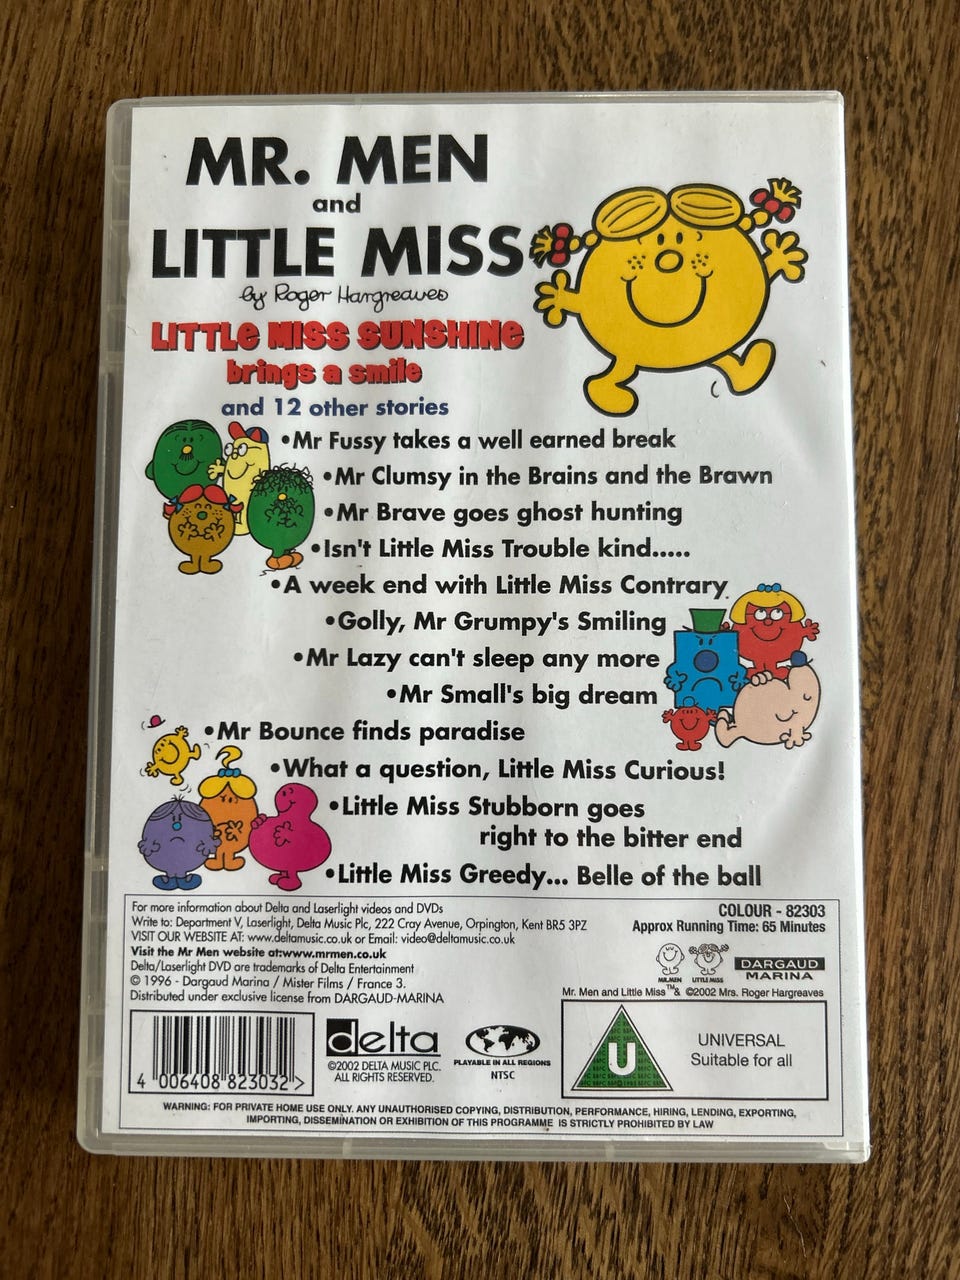 MR. MEN
and
LITTLE MISS
by Roger Hargreaves
LITTLE MISS SUNSHINE
brings a smile
and 12 other stories
•Mr Fussy takes a well earned break
•Mr Clumsy in the Brains and the Brawn
•Mr Brave goes ghost hunting
•Isn't Little Miss Trouble kind.....
•A week end with Little Miss Contrary.
•Golly, Mr Grumpy's Smiling
•Mr Lazy can't sleep any more
•Mr Small's big dream
•Mr Bounce finds paradise
•What a question, Little Miss Curious!
•Little Miss Stubborn goes
right to the bitter end
•Little Miss Greedy... Belle of the ball
For more information about Delta and Laserlight videos and DVDs
Write to: Department V, Laserlight, Delta Music Plc, 222 Cray Avenue, Orpington, Kent BR5 3PZ
VISIT OUR WEBSITE AT: www.deltamusic.co.uk or Email: video@deltamusic.co.uk
Visit the Mr Men website at:www.mrmen.co.uk
Delta/Laserlight DVD are trademarks of Delta Entertainment
© 1996 - Dargaud Marina / Mister Films / France 3.
Distributed under exclusive license from DARGAUD-MARINA
COLOUR - 82303
Approx Running Time: 65 Minutes
MR.MEN LITTLE MISS
DARGAUD
MARINA
Mr. Men and Little Miss ™& ©2002 Mrs. Roger Hargreaves
4 006408 823032 >
delta
©2002 DELTA MUSIC PLC.
ALL RIGHTS RESERVED.
PLAYABLE IN ALL REGIONS
NTSC
U
UNIVERSAL
Suitable for all
WARNING: FOR PRIVATE HOME USE ONLY. ANY UNAUTHORISED COPYING, DISTRIBUTION, PERFORMANCE, HIRING, LENDING, EXPORTING,
IMPORTING, DISSEMINATION OR EXHIBITION OF THIS PROGRAMME IS STRICTLY PROHIBITED BY LAW